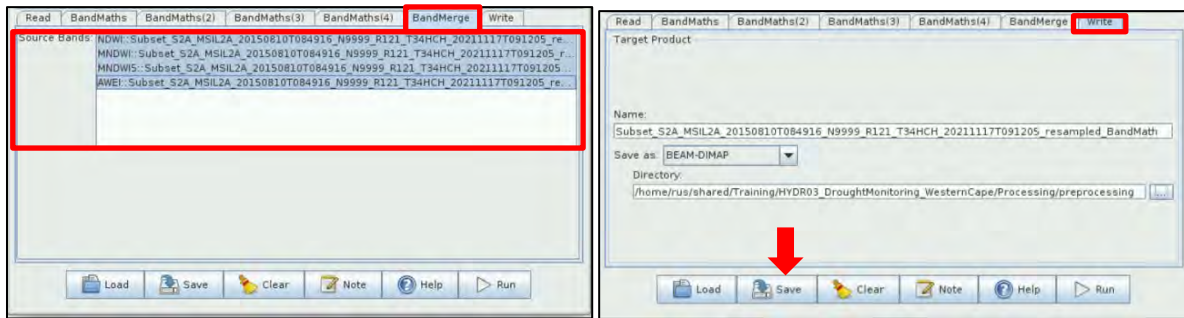 Read BandMaths BandMaths(2) BandMaths(3) BandMaths(4) BandMerge Write
Source Bands: NDWI::Subset_S2A_MSIL2A_20150810T084916_N9999_R121_T34HCH_20211117T091205_re...
MNDWI::Subset_S2A_MSIL2A_20150810T084916_N9999_R121_T34HCH_20211117T091205_r...
MNDWI5::Subset_S2A_MSIL2A_20150810T084916_N9999_R121_T34HCH_20211117T091205...
AWEI::Subset_S2A_MSIL2A_20150810T084916_N9999_R121_T34HCH_20211117T091205_re...
Load Save Clear Note Help Run
Read BandMaths BandMaths(2) BandMaths(3) BandMaths(4) BandMerge Write
Target Product
Name:
Subset_S2A_MSIL2A_20150810T084916_N9999_R121_T34HCH_20211117T091205_resampled_BandMath
Save as: BEAM-DIMAP
Directory:
/home/rus/shared/Training/HYDR03_DroughtMonitoring_WesternCape/Processing/preprocessing ...
Load Save Clear Note Help Run